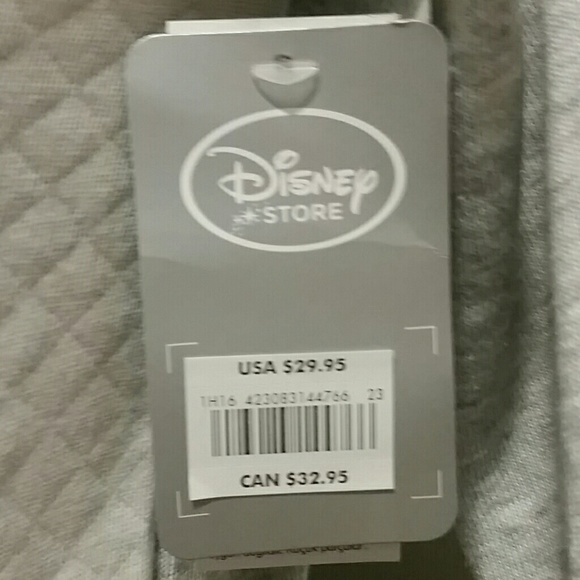 Disney
STORE
USA $29.95
1H16 423083144766 23
CAN $32.95